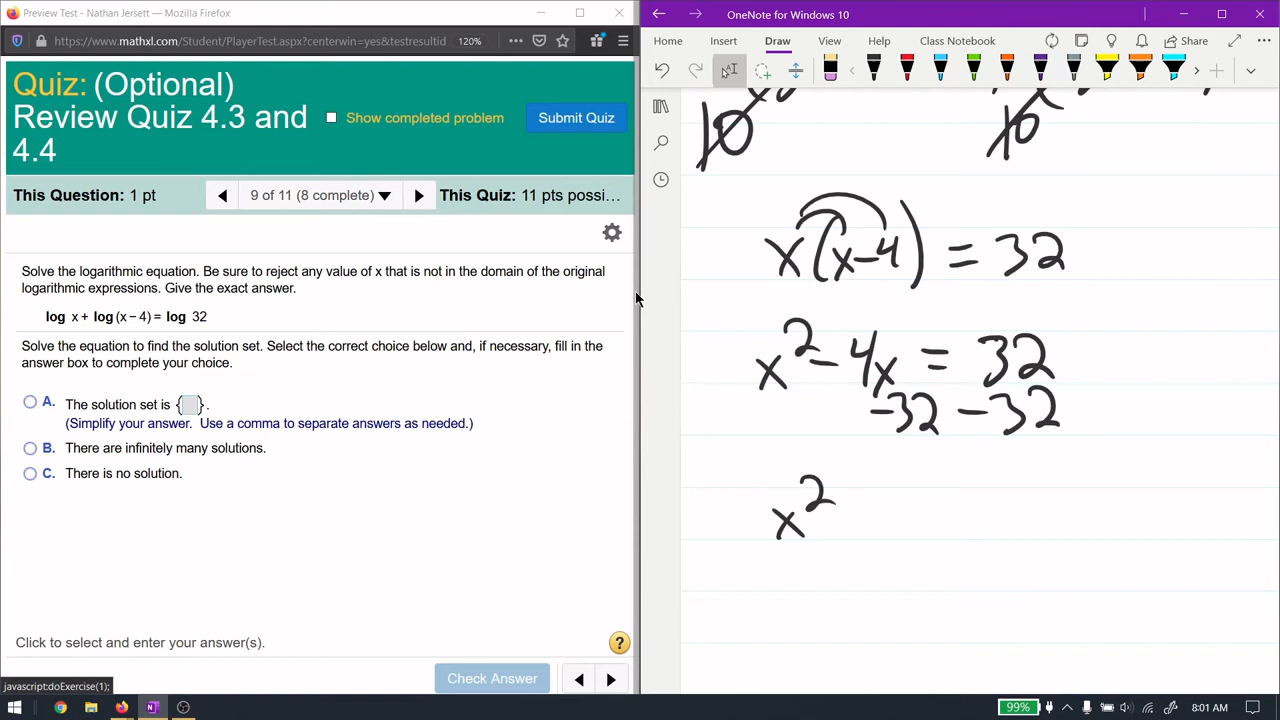 Preview Test - Nathan Jersett — Mozilla Firefox
https://www.mathxl.com/Student/PlayerTest.aspx?centerwin=yes&testresultid
120%
Quiz: (Optional)
Review Quiz 4.3 and
4.4
Show completed problem
Submit Quiz
This Question: 1 pt
9 of 11 (8 complete)
This Quiz: 11 pts possi...
Solve the logarithmic equation. Be sure to reject any value of x that is not in the domain of the original
logarithmic expressions. Give the exact answer.
log x + log (x − 4) = log 32
Solve the equation to find the solution set. Select the correct choice below and, if necessary, fill in the
answer box to complete your choice.
A. The solution set is { }.
(Simplify your answer. Use a comma to separate answers as needed.)
B. There are infinitely many solutions.
C. There is no solution.
Click to select and enter your answer(s).
?
Check Answer
javascript:doExercise(1);
OneNote for Windows 10
Home Insert Draw View Help Class Notebook Share
10 10
x(x-4) = 32
x² - 4x = 32
-32 -32
x²
99%
8:01 AM